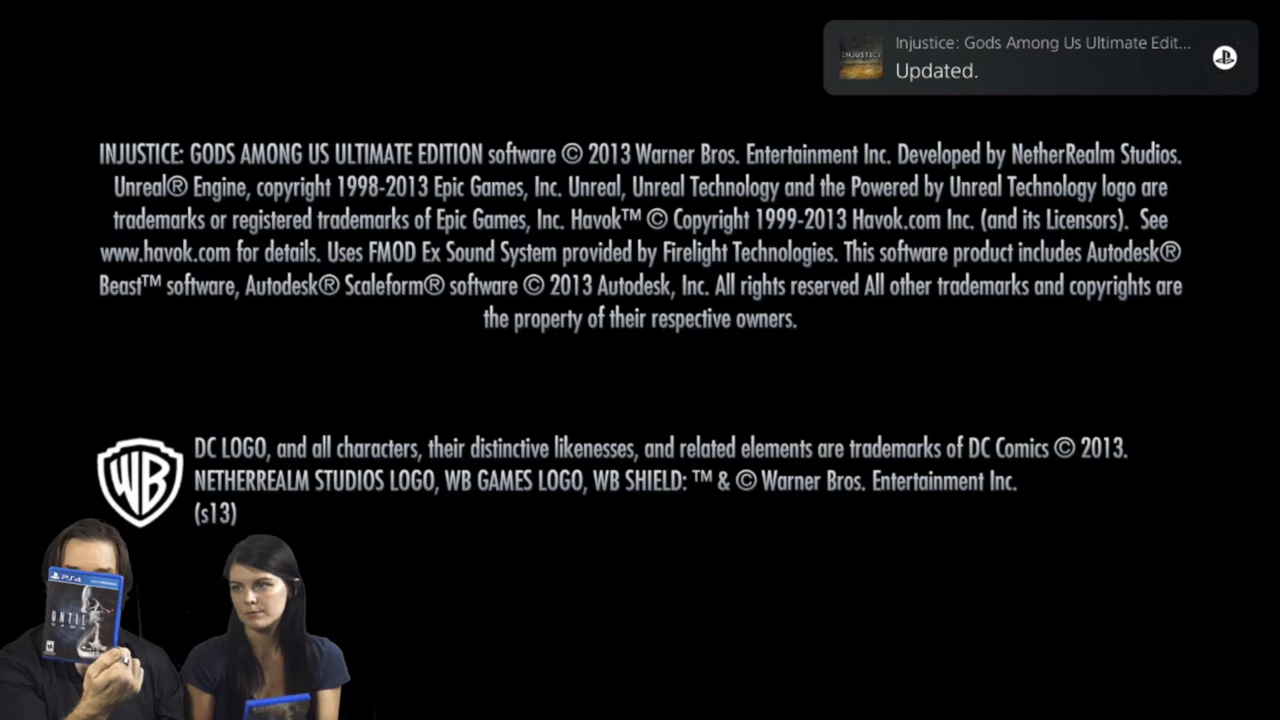 Injustice: Gods Among Us Ultimate Edit...
Updated.
INJUSTICE
INJUSTICE: GODS AMONG US ULTIMATE EDITION software © 2013 Warner Bros. Entertainment Inc. Developed by NetherRealm Studios.
Unreal® Engine, copyright 1998-2013 Epic Games, Inc. Unreal, Unreal Technology and the Powered by Unreal Technology logo are
trademarks or registered trademarks of Epic Games, Inc. Havok™ © Copyright 1999-2013 Havok.com Inc. (and its Licensors). See
www.havok.com for details. Uses FMOD Ex Sound System provided by Firelight Technologies. This software product includes Autodesk®
Beast™ software, Autodesk® Scaleform® software © 2013 Autodesk, Inc. All rights reserved All other trademarks and copyrights are
the property of their respective owners.
WB
DC LOGO, and all characters, their distinctive likenesses, and related elements are trademarks of DC Comics © 2013.
NETHERREALM STUDIOS LOGO, WB GAMES LOGO, WB SHIELD: ™ & © Warner Bros. Entertainment Inc.
(s13)
PS4
UNTIL
DAWN